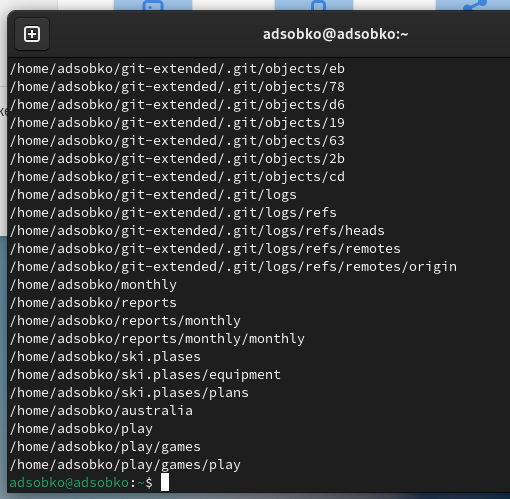 adsobko@adsobko:~
/home/adsobko/git-extended/.git/objects/eb
/home/adsobko/git-extended/.git/objects/78
/home/adsobko/git-extended/.git/objects/d6
/home/adsobko/git-extended/.git/objects/19
/home/adsobko/git-extended/.git/objects/63
/home/adsobko/git-extended/.git/objects/2b
/home/adsobko/git-extended/.git/objects/cd
/home/adsobko/git-extended/.git/logs
/home/adsobko/git-extended/.git/logs/refs
/home/adsobko/git-extended/.git/logs/refs/heads
/home/adsobko/git-extended/.git/logs/refs/remotes
/home/adsobko/git-extended/.git/logs/refs/remotes/origin
/home/adsobko/monthly
/home/adsobko/reports
/home/adsobko/reports/monthly
/home/adsobko/reports/monthly/monthly
/home/adsobko/ski.plases
/home/adsobko/ski.plases/equipment
/home/adsobko/ski.plases/plans
/home/adsobko/australia
/home/adsobko/play
/home/adsobko/play/games
/home/adsobko/play/games/play
adsobko@adsobko:~$